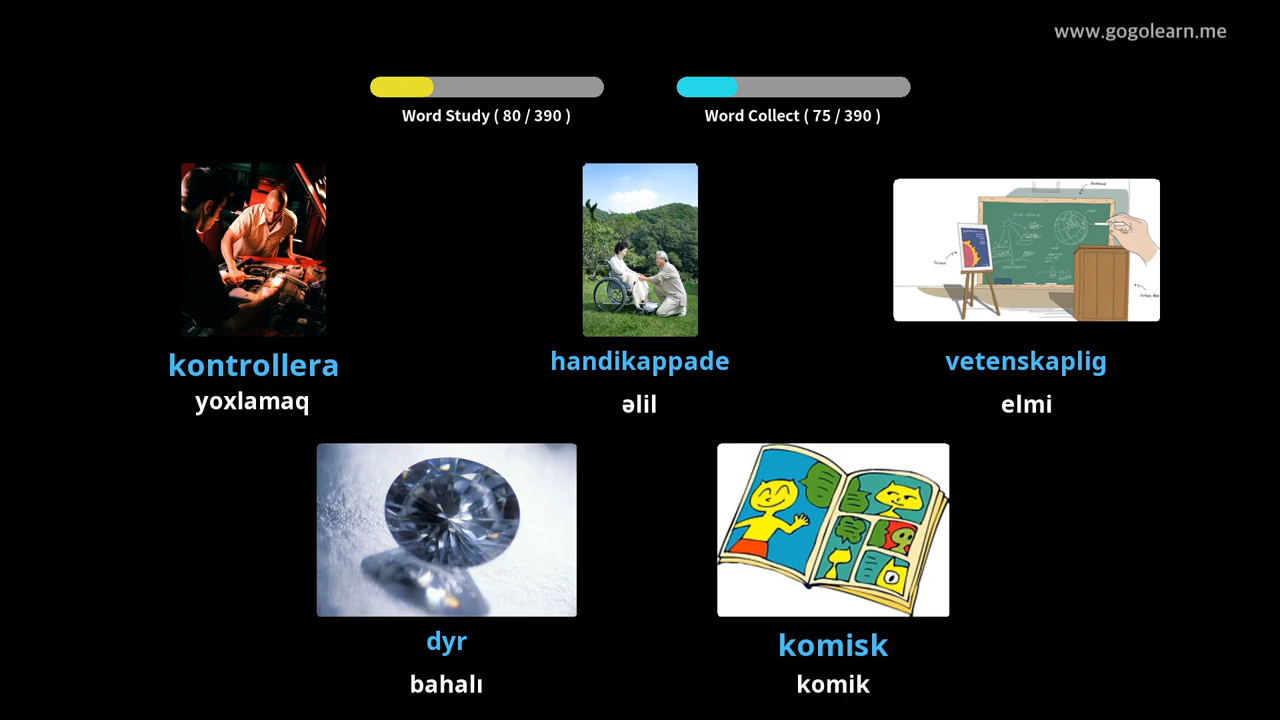 www.gogolearn.me
Word Study ( 80 / 390 )
Word Collect ( 75 / 390 )
kontrollera
yoxlamaq
handikappade
əlil
vetenskaplig
elmi
dyr
bahalı
komisk
komik